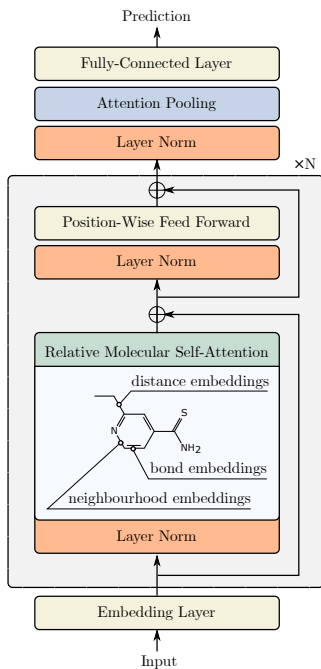 Prediction
Fully-Connected Layer
Attention Pooling
Layer Norm
×N
Position-Wise Feed Forward
Layer Norm
Relative Molecular Self-Attention
distance embeddings
S
N
NH2
bond embeddings
neighbourhood embeddings
Layer Norm
Embedding Layer
Input